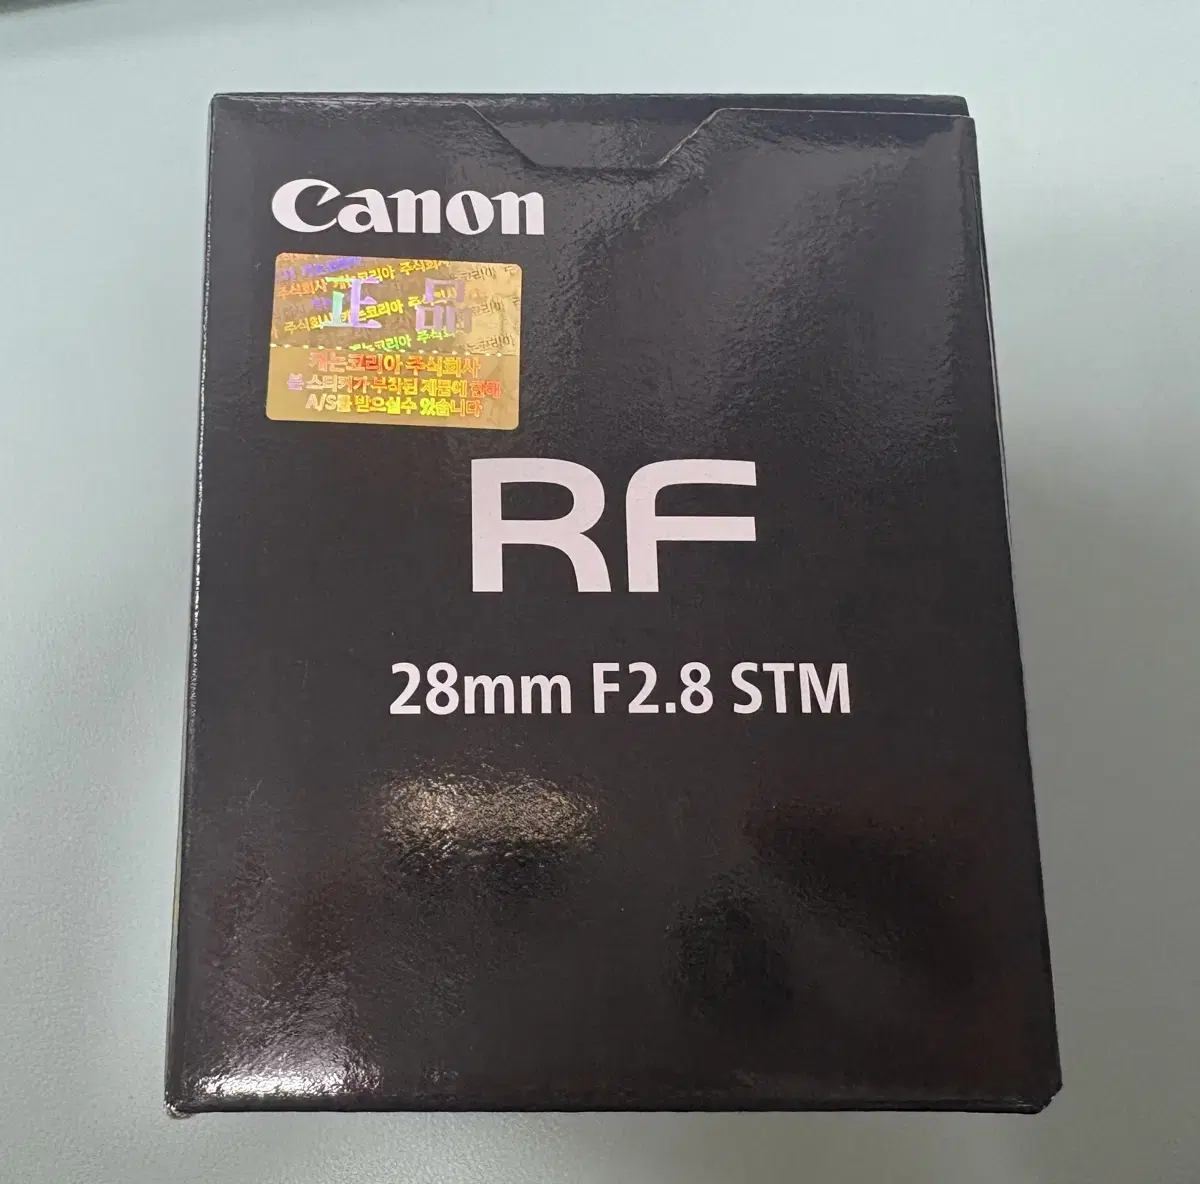 Canon
正品
캐논코리아 주식회사
본 스티커가 부착된 제품에 한해
A/S를 받으실수 있습니다
RF
28mm F2.8 STM